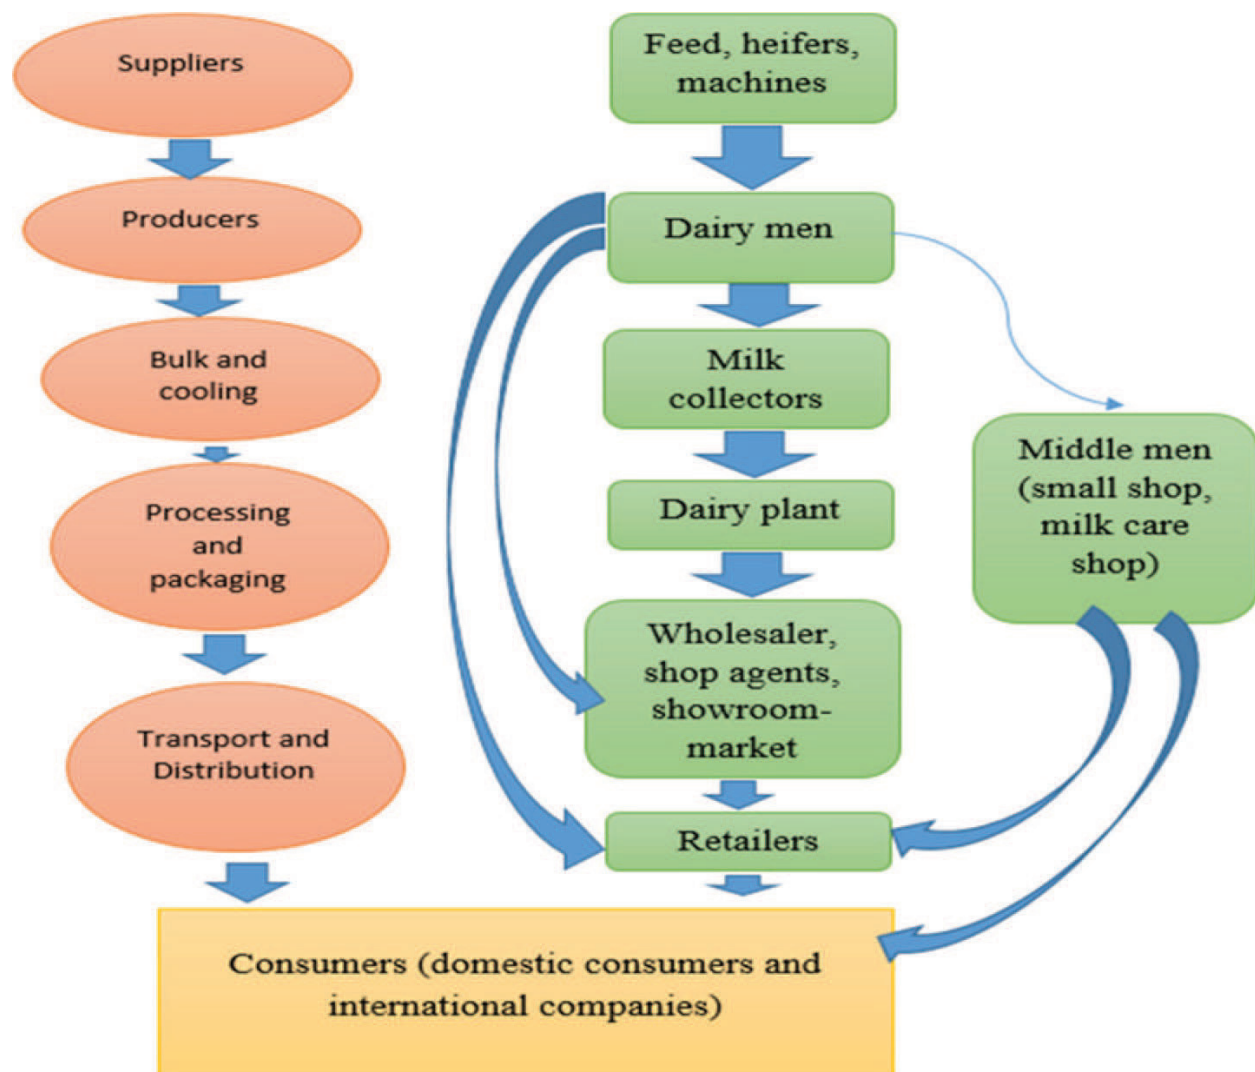 Suppliers
Producers
Bulk and
cooling
Processing
and
packaging
Transport and
Distribution
Feed, heifers,
machines
Dairy men
Milk
collectors
Dairy plant
Wholesaler,
shop agents,
showroom-
market
Retailers
Middle men
(small shop,
milk care
shop)
Consumers (domestic consumers and
international companies)